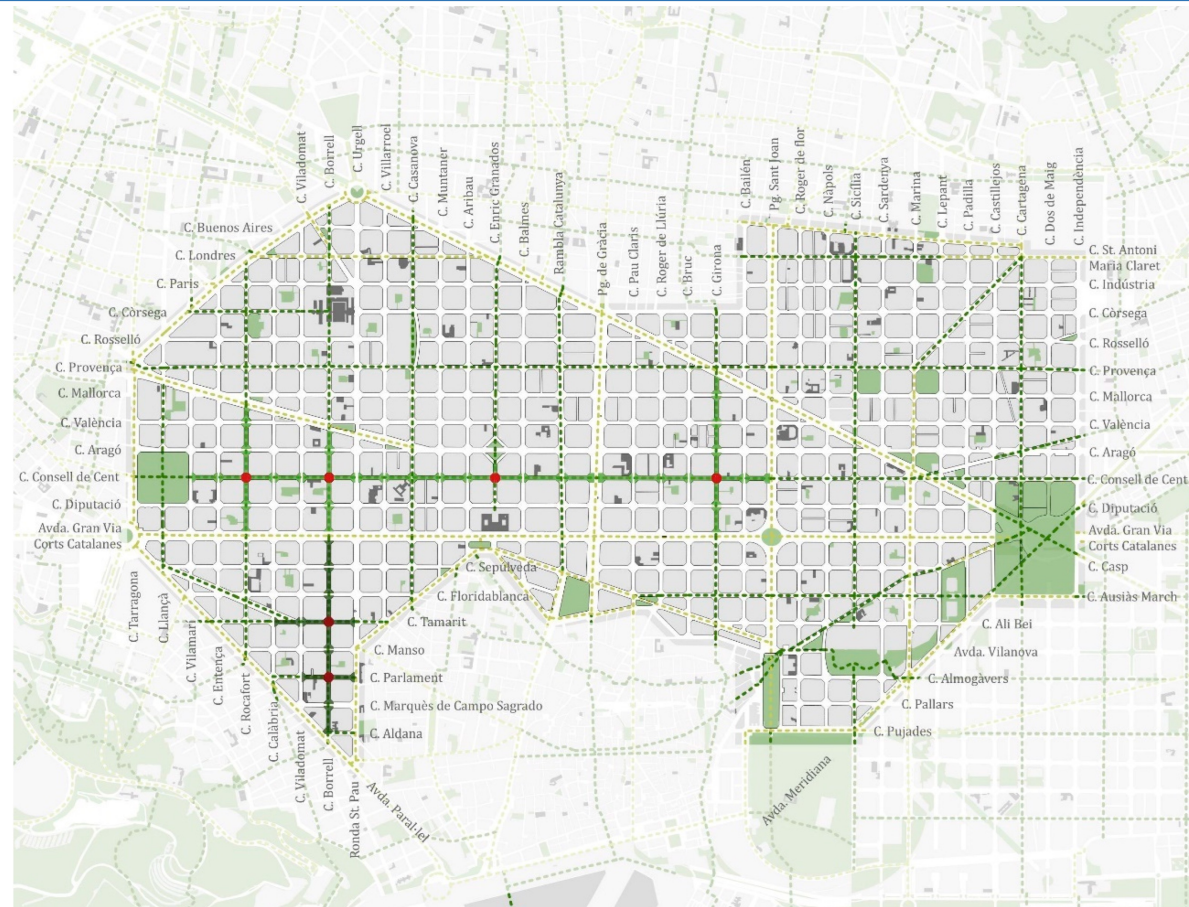 C. Viladomat
C. Borrell
C. Urgell
C. Villarroel
C. Casanova
C. Muntaner
C. Aribau
C. Enric Granados
C. Balmes
Rambla Catalunya
Pg. de Gràcia
C. Pau Claris
C. Roger de Llúria
C. Bruc
C. Girona
C. Bailén
Pg. Sant Joan
C. Roger de flor
C. Nàpols
C. Sicília
C. Sardenya
C. Marina
C. Lepant
C. Padilla
C. Castillejos
C. Cartagena
C. Dos de Maig
C. Independència
C. Buenos Aires
C. Londres
C. Paris
C. Còrsega
C. Rosselló
C. Provença
C. Mallorca
C. València
C. Aragó
C. Consell de Cent
C. Diputació
Avda. Gran Via
Corts Catalanes
C. St. Antoni
Maria Claret
C. Indústria
C. Còrsega
C. Rosselló
C. Provença
C. Mallorca
C. València
C. Aragó
C. Consell de Cent
C. Diputació
Avda. Gran Via
Corts Catalanes
C. Casp
C. Ausiàs March
C. Ali Bei
Avda. Vilanova
C. Almogàvers
C. Pallars
C. Pujades
Avda. Meridiana
C. Sepúlveda
C. Floridablanca
C. Tamarit
C. Manso
C. Parlament
C. Marquès de Campo Sagrado
C. Aldana
C. Tarragona
C. Llançà
C. Vilamarí
C. Entença
C. Rocafort
C. Calàbria
C. Viladomat
C. Borrell
Ronda St. Pau
Avda. Paral·lel